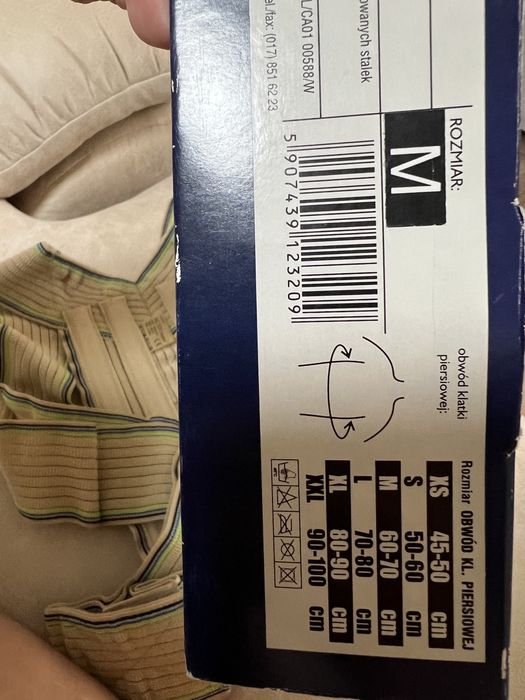 owanych stalek
L/CA01 00588/W
el./fax: (017) 851 62 23
ROZMIAR:
M
5 907439 123209
obwód klatki
piersiowej:
Rozmiar OBWÓD KL. PIERSIOWEJ
XS 45-50 cm
S 50-60 cm
M 60-70 cm
L 70-80 cm
XL 80-90 cm
XXL 90-100 cm